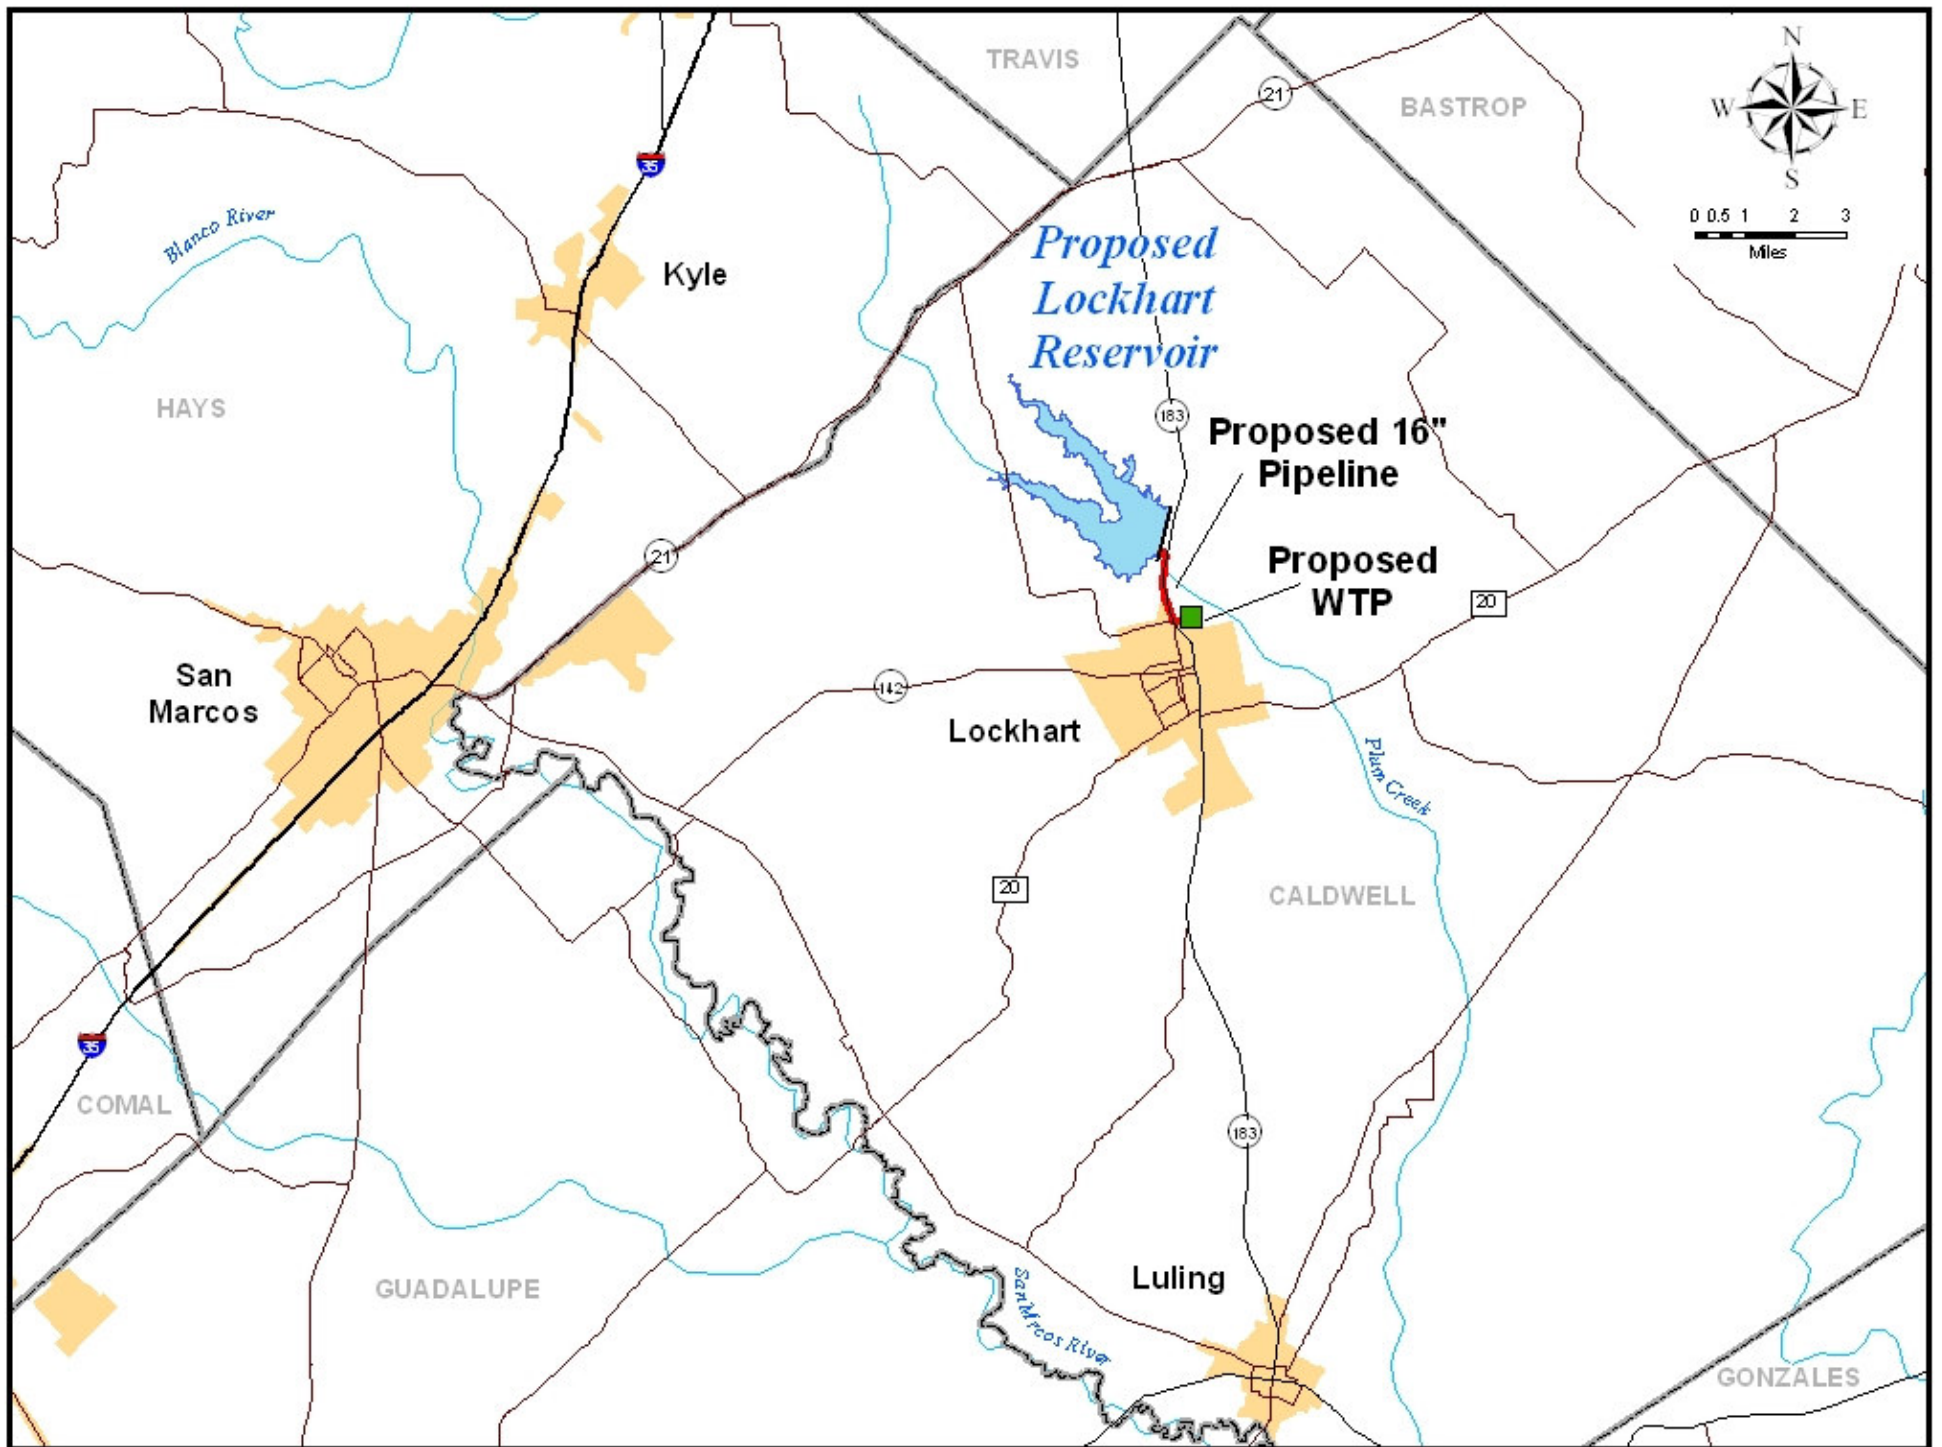 TRAVIS
21
BASTROP
N
W E
S
0 0.5 1 2 3
Miles
35
Blanco River
Kyle
Proposed
Lockhart
Reservoir
HAYS
183
Proposed 16"
Pipeline
21
Proposed
WTP
20
San
Marcos
142
Lockhart
Plum Creek
20
CALDWELL
35
COMAL
183
GUADALUPE
Luling
San Mrcos River
GONZALES